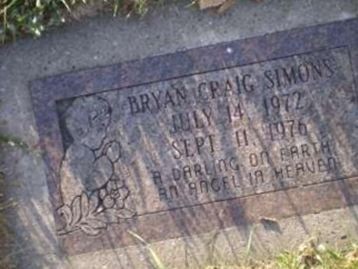 BRYAN CRAIG SIMONS
JULY 14, 1972
SEPT. 11, 1976
A DARLING ON EARTH
AN ANGEL IN HEAVEN